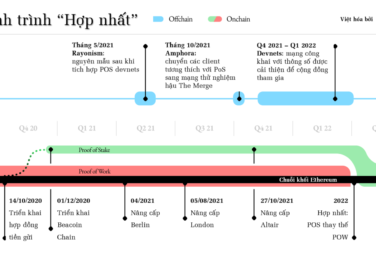 nh trình “Hợp nhất”
Offchain
Onchain
Việt hóa bởi
Tháng 5/2021
Rayonism:
nguyên mẫu sau khi
tích hợp POS devnets
Tháng 10/2021
Amphora:
chuyển các client
tương thích với PoS
sang mạng thử nghiệm
hậu The Merge
Q4 2021 – Q1 2022
Devnets: mạng công
khai với thông số được
cải thiện để cộng đồng
tham gia
Q4 20
Q1 21
Q2 21
Q3 21
Q4 21
Q1 22
Q2
Proof of Stake
Proof of Work
Chuỗi khối Ethereum
14/10/2020
Triển khai
hợp đồng
tiền gửi
01/12/2020
Triển khai
Beacon
Chain
04/2021
Nâng cấp
Berlin
05/08/2021
Nâng cấp
London
27/10/2021
Nâng cấp
Altair
2022
Hợp nhất:
POS thay thế
POW